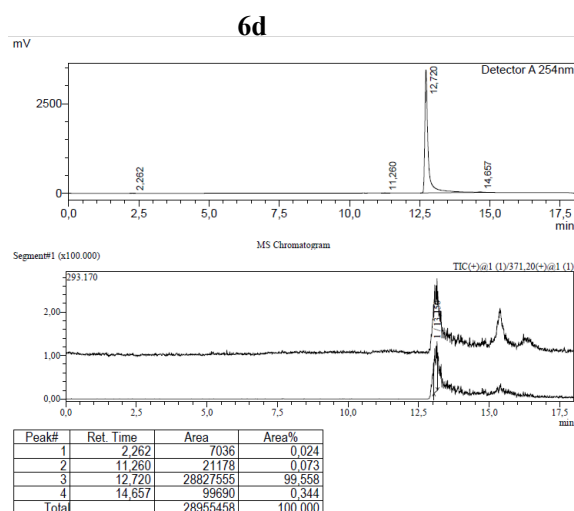 6d
mV
Detector A 254nm
2500
0
2,262
11,260
12,720
14,657
0,0 2,5 5,0 7,5 10,0 12,5 15,0 17,5
min
MS Chromatogram
Segment#1 (x100.000)
TIC(+)@1 (1)/371,20(+)@1 (1)
293.170
2,00
1,00
0,00
0,0 2,5 5,0 7,5 10,0 12,5 15,0 17,5
min
Peak# Ret. Time Area Area%
1 2,262 7036 0,024
2 11,260 21178 0,073
3 12,720 28827555 99,558
4 14,657 99690 0,344
Total 28955458 100,000